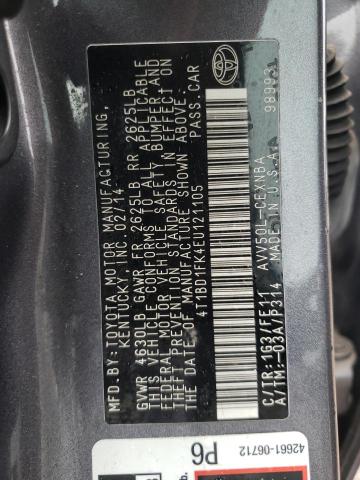 MFD.BY:TOYOTA MOTOR MANUFACTURING,
KENTUCKY, INC. 02/14
GVWR 4630LB GAWR FR 2625LB RR 2625LB
THIS VEHICLE CONFORMS TO ALL APPLICABLE
FEDERAL MOTOR VEHICLE SAFETY, BUMPER, AND
THEFT PREVENTION STANDARDS IN EFFECT ON
THE DATE OF MANUFACTURE SHOWN ABOVE.
4T1BD1FK4EU121105 PASS.CAR
C/TR:1G3/FE11 AVV50L-CEXNBA
A/TM:-03A/P314 MADE IN U.S.A.
98993
42661-06712
P6